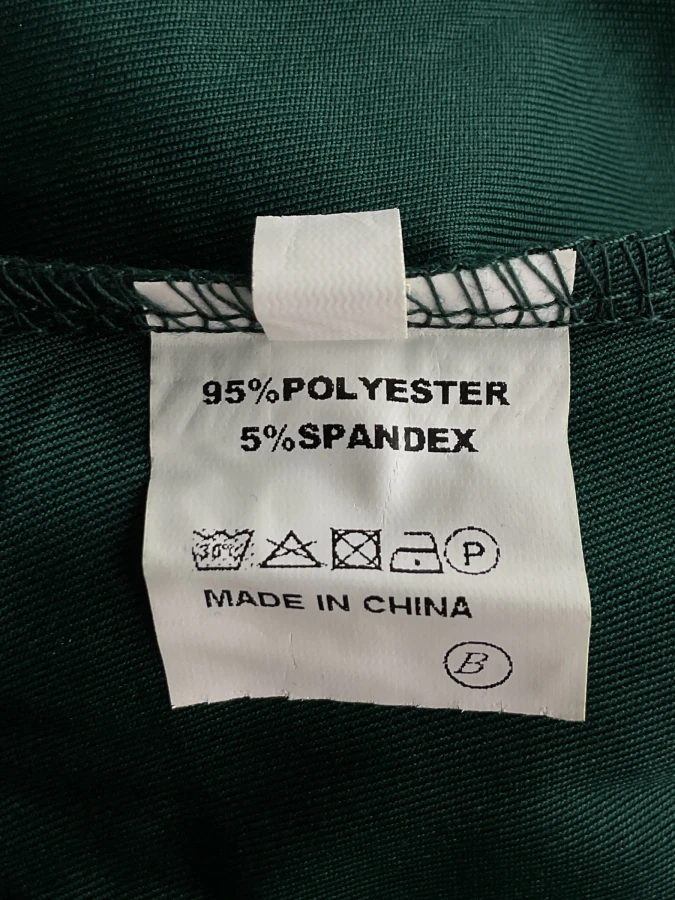 95%POLYESTER
5%SPANDEX
30℃ P
MADE IN CHINA
B